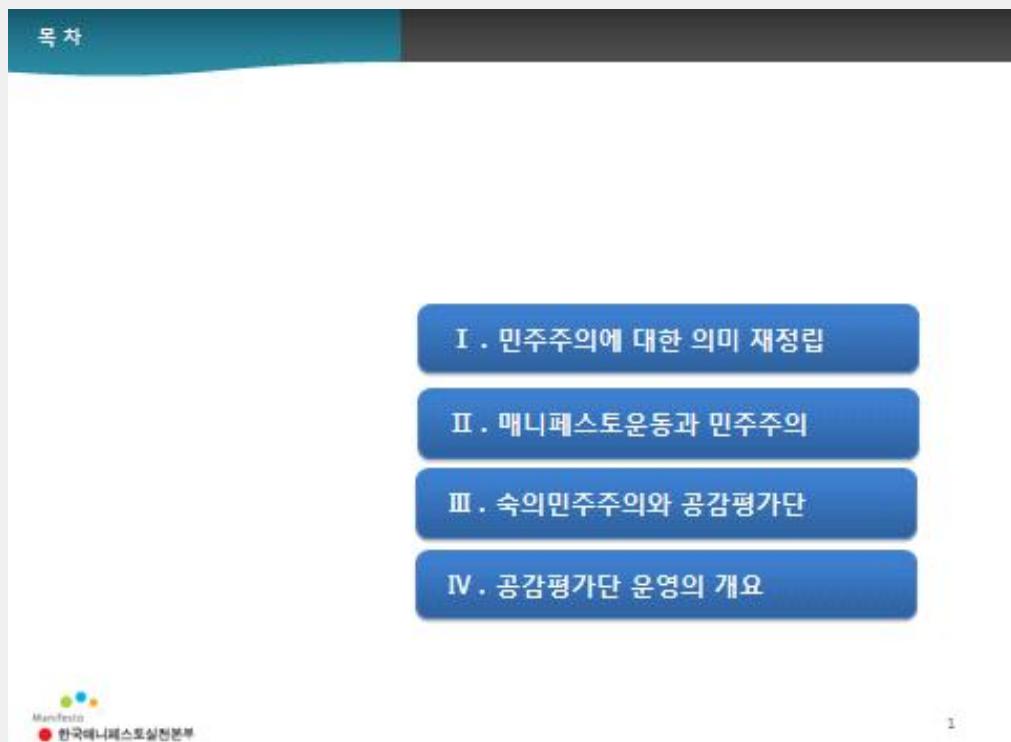 목 차
Ⅰ. 민주주의에 대한 의미 재정립
Ⅱ. 매니페스토운동과 민주주의
Ⅲ. 숙의민주주의와 공감평가단
Ⅳ. 공감평가단 운영의 개요
Manifesto
한국매니페스토실천본부
1